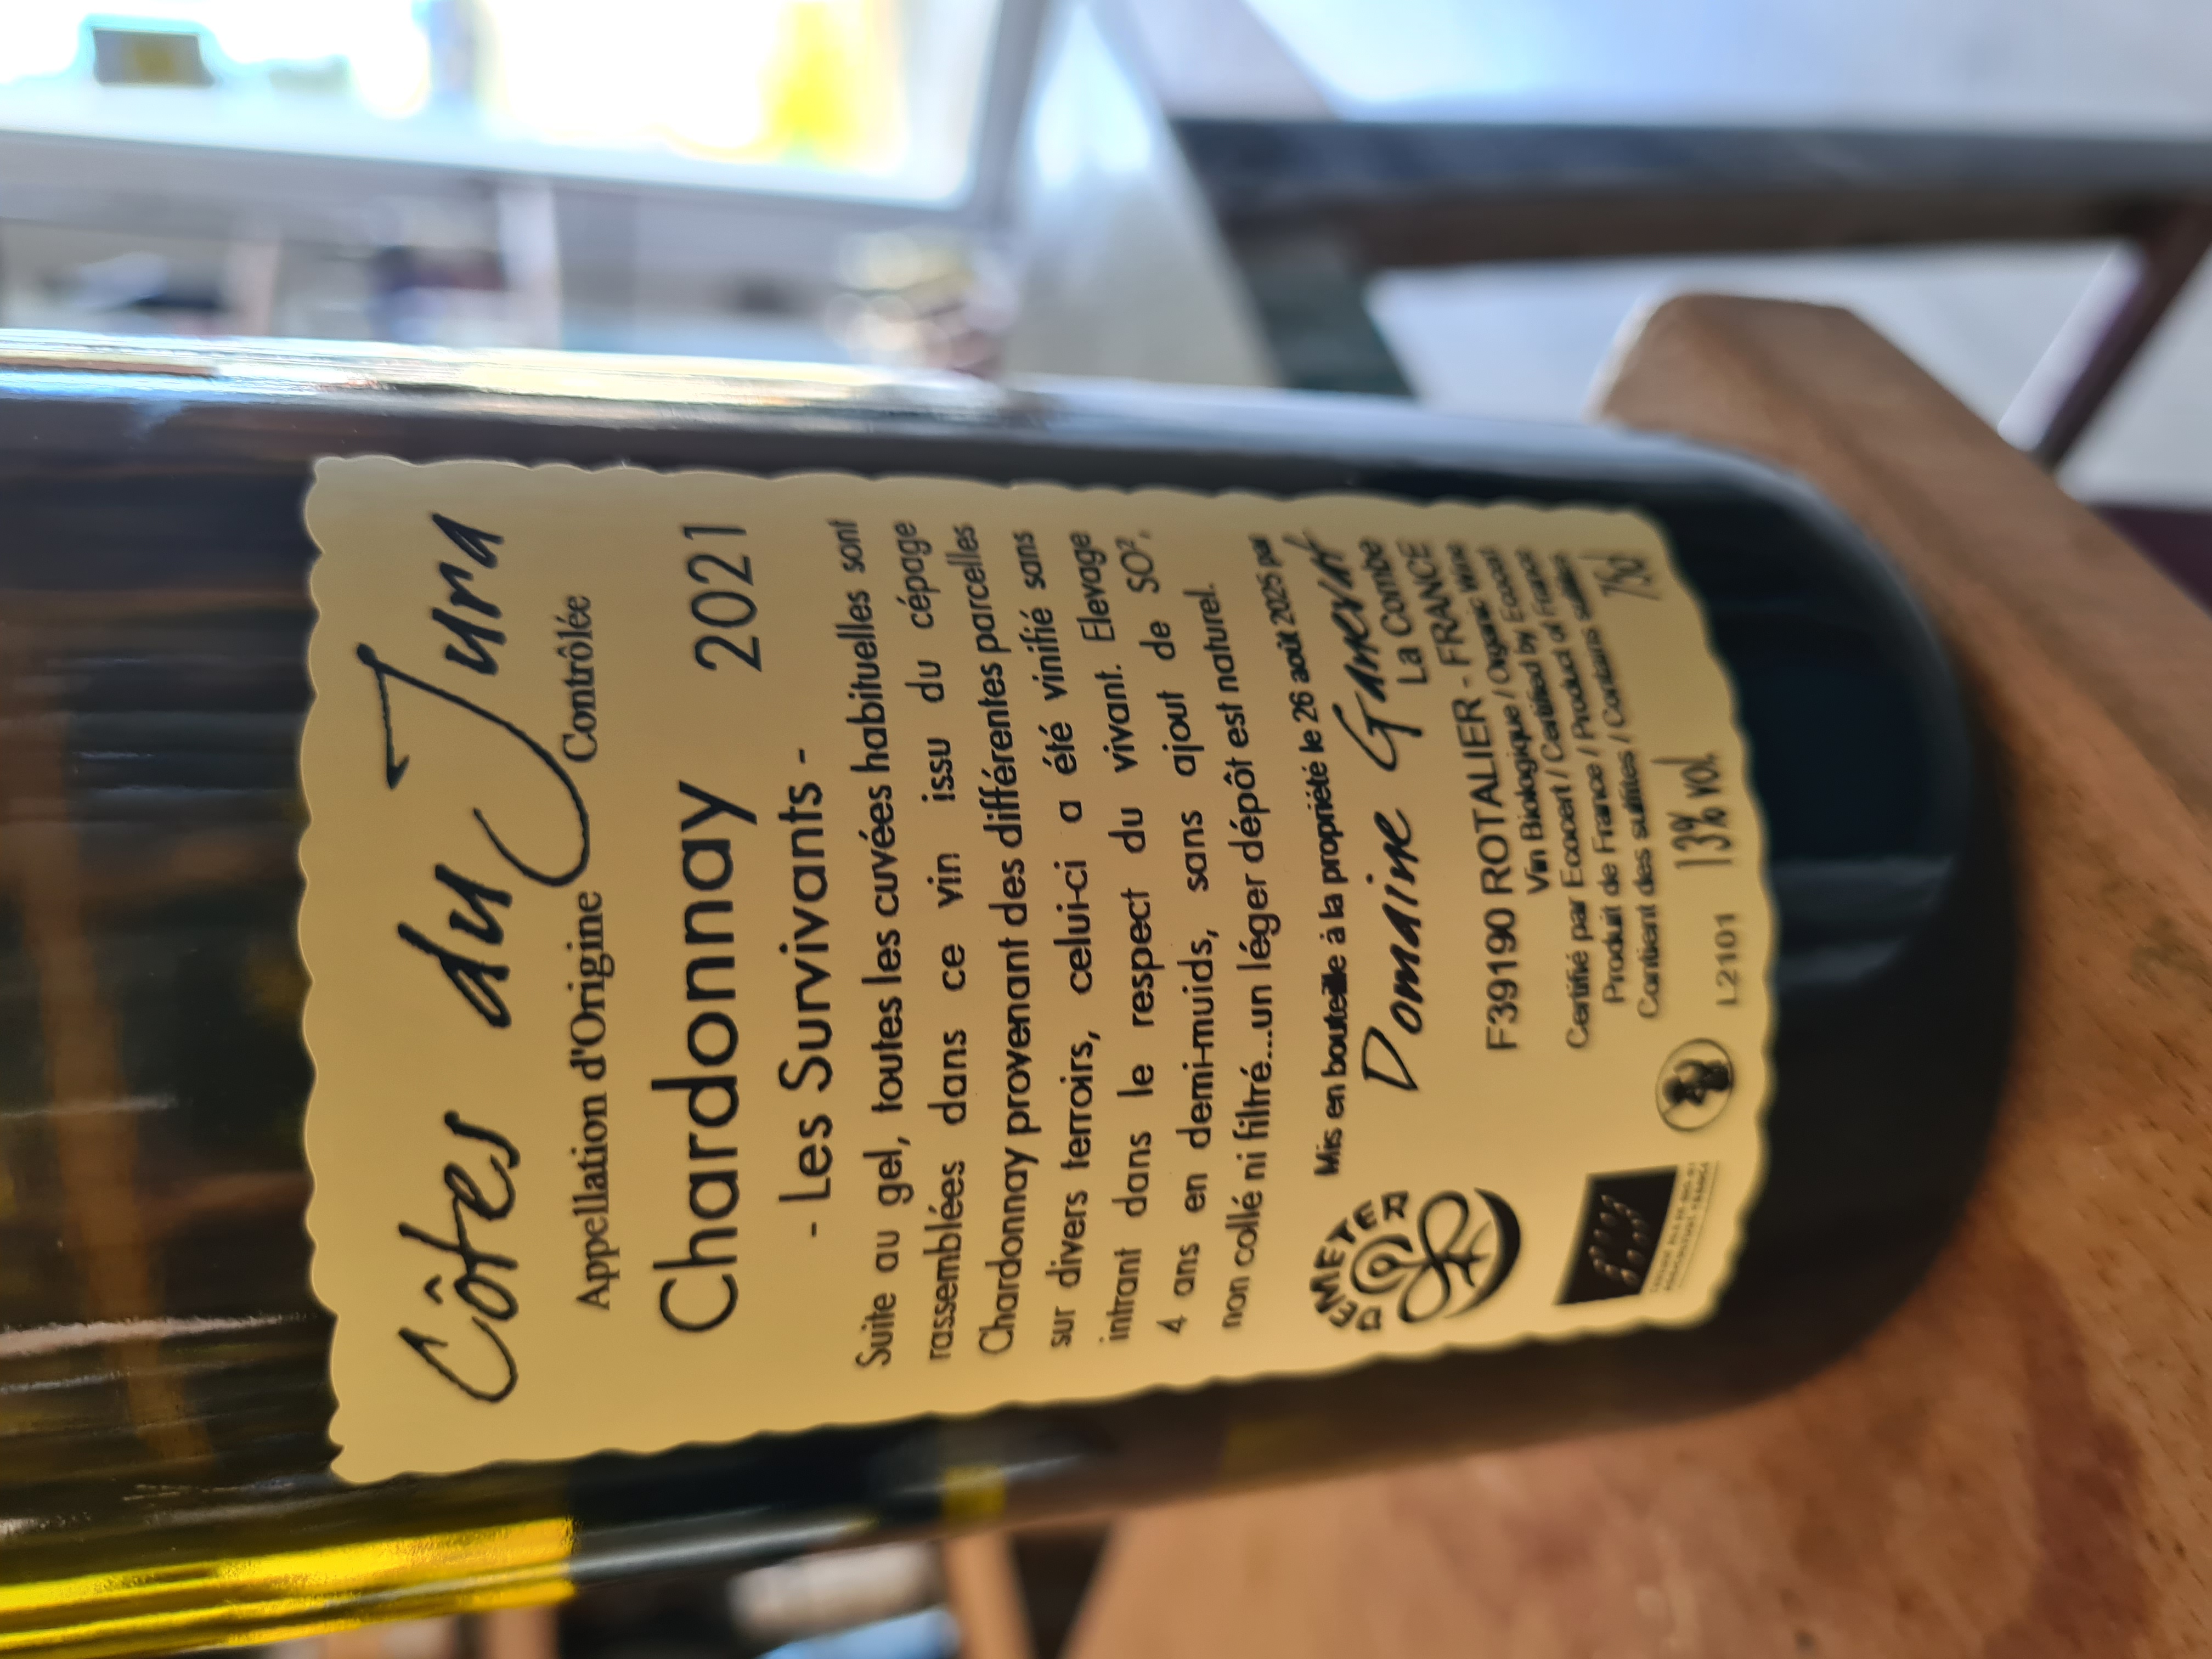 Côtes du Jura
Appellation d'Origine Contrôlée
Chardonnay 2021
- Les Survivants -
Suite au gel, toutes les cuvées habituelles sont
rassemblées dans ce vin issu du cépage
Chardonnay provenant des différentes parcelles
sur divers terroirs, celui-ci a été vinifié sans
intrant dans le respect du vivant. Elevage
4 ans en demi-muids, sans ajout de SO²,
non collé ni filtré...un léger dépôt est naturel.
Mis en bouteille à la propriété le 26 août 2025 par
Domaine Ganevat
La Combe
F39190 ROTALIER - FRANCE
Vin Biologique / Organic Wine
Certifié par Ecocert / Certified by Ecocert
Produit de France / Product of France
Contient des sulfites / Contains sulfites
L2101 13% vol. 75cl
DEMETER